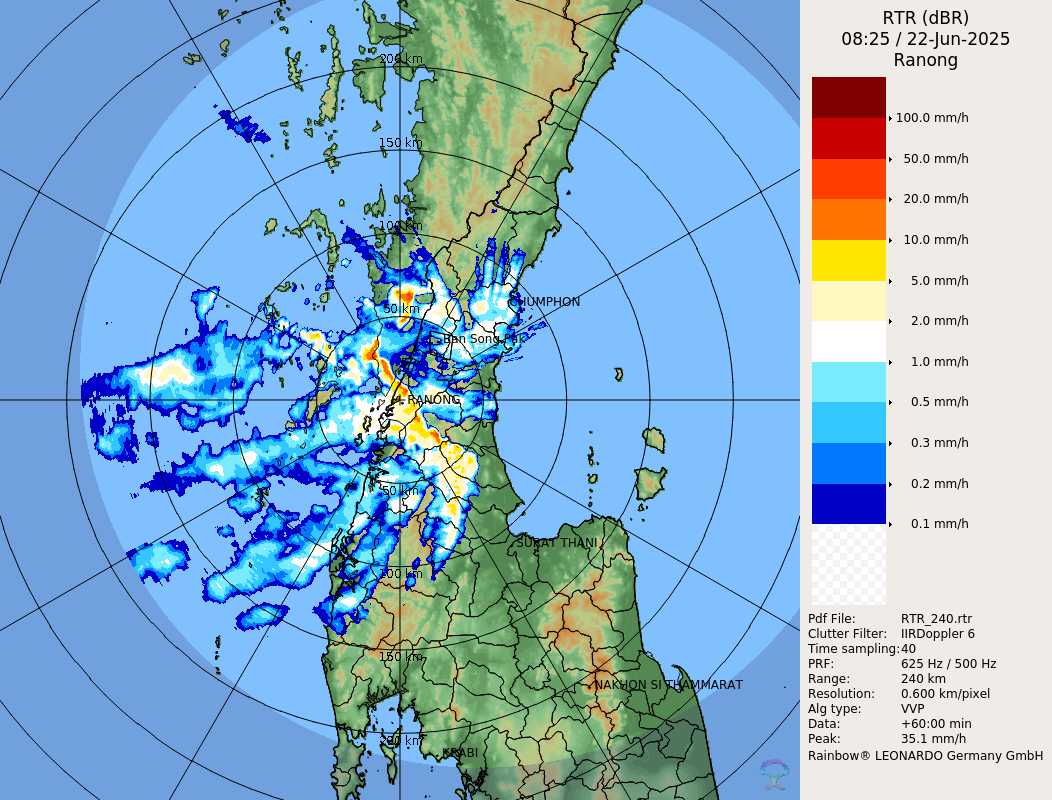 RTR (dBR)
08:25 / 22-Jun-2025
Ranong
100.0 mm/h
50.0 mm/h
20.0 mm/h
10.0 mm/h
5.0 mm/h
2.0 mm/h
1.0 mm/h
0.5 mm/h
0.3 mm/h
0.2 mm/h
0.1 mm/h
Pdf File: RTR_240.rtr
Clutter Filter: IIRDoppler 6
Time sampling:40
PRF: 625 Hz / 500 Hz
Range: 240 km
Resolution: 0.600 km/pixel
Alg type: VVP
Data: +60:00 min
Peak: 35.1 mm/h
Rainbow® LEONARDO Germany GmbH
200 km
150 km
100 km
CHUMPHON
50 km
Ban Song Pak
RANONG
50 km
SURAT THANI
100 km
150 km
NAKHON SI THAMMARAT
200 km
KRABI